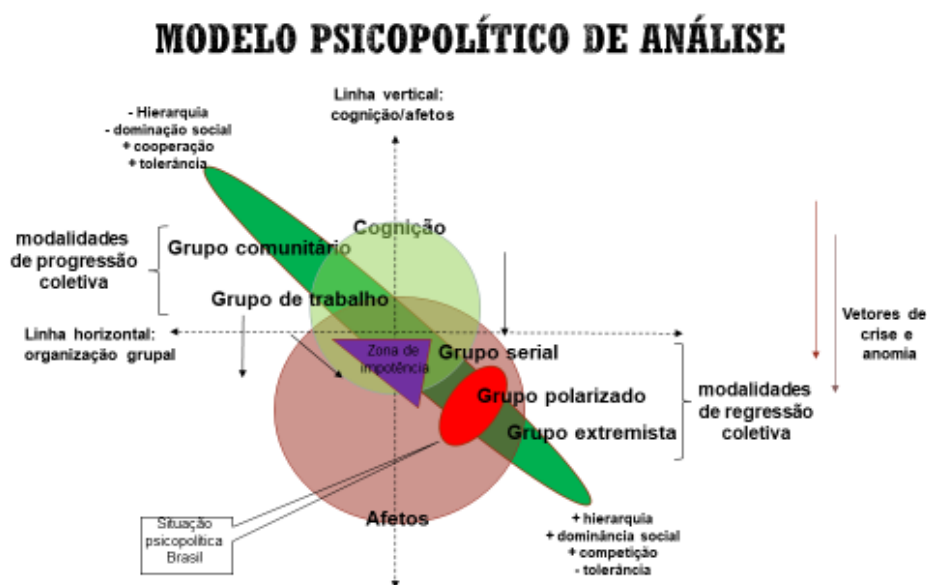 MODELO PSICOPOLÍTICO DE ANÁLISE
Linha vertical:
cognição/afetos
- Hierarquia
- dominação social
+ cooperação
+ tolerância
Cognição
modalidades
de progressão
coletiva
Grupo comunitário
Grupo de trabalho
Linha horizontal:
organização grupal
Vetores de
crise e
anomia
Zona de
impotência
Grupo serial
Grupo polarizado
Grupo extremista
modalidades
de regressão
coletiva
Afetos
Situação
psicopolítica
Brasil
+ hierarquia
+ dominância social
+ competição
- tolerância